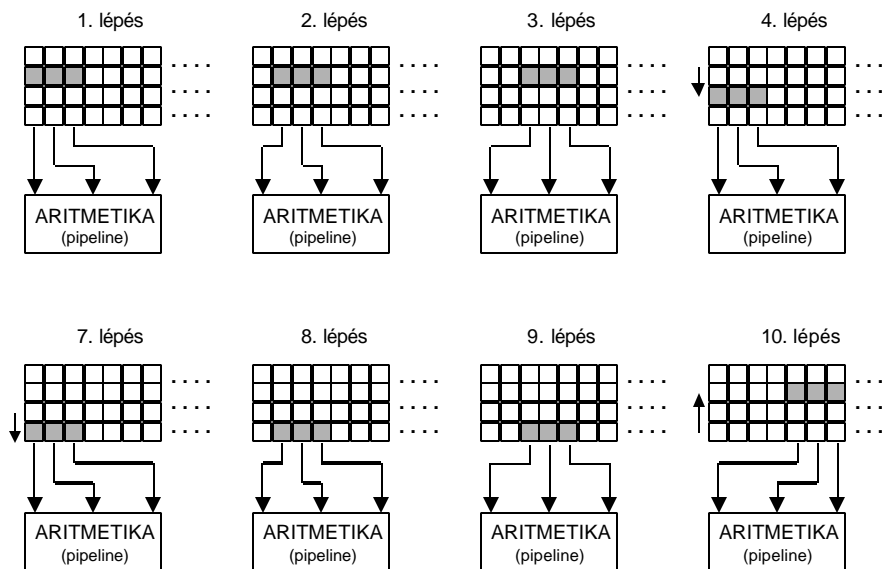 1. lépés 2. lépés 3. lépés 4. lépés
. . . . . . . . . . . . . . . .
. . . . . . . . . . . . . . . .
. . . . . . . . . . . . . . . .
ARITMETIKA ARITMETIKA ARITMETIKA ARITMETIKA
(pipeline) (pipeline) (pipeline) (pipeline)
7. lépés 8. lépés 9. lépés 10. lépés
. . . . . . . . . . . . . . . .
. . . . . . . . . . . . . . . .
. . . . . . . . . . . . . . . .
ARITMETIKA ARITMETIKA ARITMETIKA ARITMETIKA
(pipeline) (pipeline) (pipeline) (pipeline)